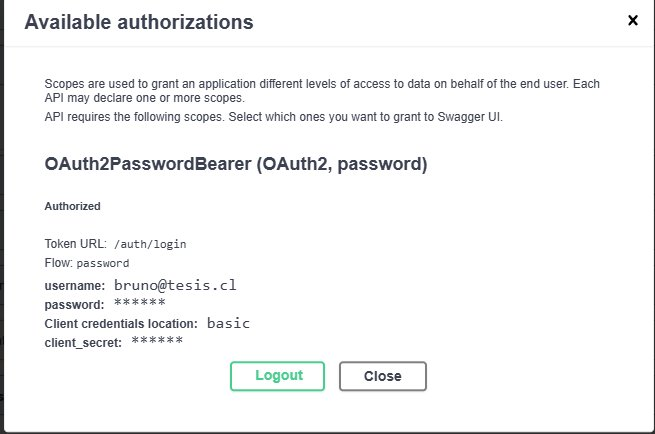 Available authorizations
Scopes are used to grant an application different levels of access to data on behalf of the end user. Each
API may declare one or more scopes.
API requires the following scopes. Select which ones you want to grant to Swagger UI.
OAuth2PasswordBearer (OAuth2, password)
Authorized
Token URL: /auth/login
Flow: password
username: bruno@tesis.cl
password: ******
Client credentials location: basic
client_secret: ******
Logout Close